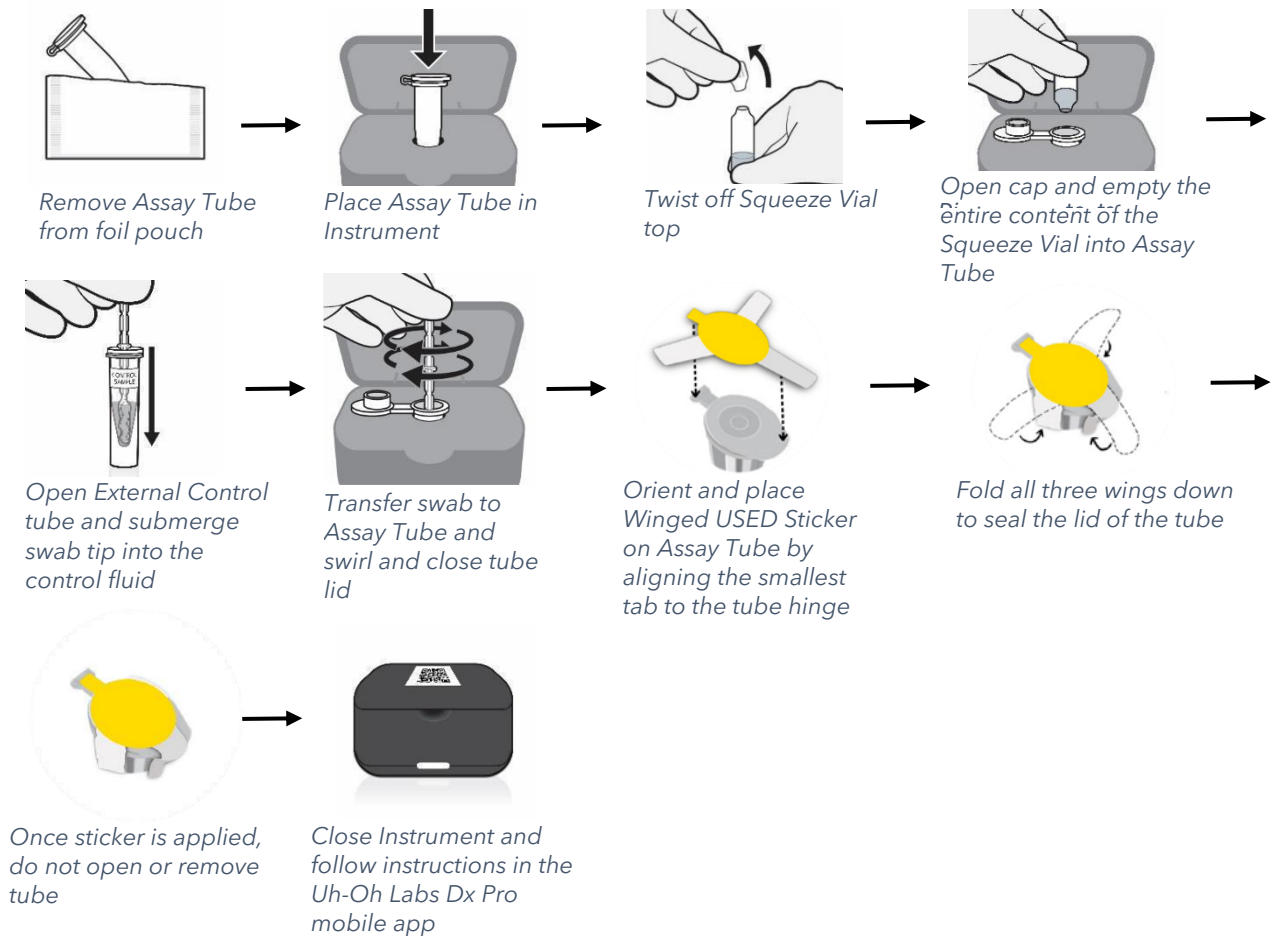 Remove Assay Tube
from foil pouch
Place Assay Tube in
Instrument
Twist off Squeeze Vial
top
Open cap and empty the
entire content of the
Squeeze Vial into Assay
Tube
CONTROL
SAMPLE
Open External Control
tube and submerge
swab tip into the
control fluid
Transfer swab to
Assay Tube and
swirl and close tube
lid
Orient and place
Winged USED Sticker
on Assay Tube by
aligning the smallest
tab to the tube hinge
Fold all three wings down
to seal the lid of the tube
Once sticker is applied,
do not open or remove
tube
Close Instrument and
follow instructions in the
Uh-Oh Labs Dx Pro
mobile app